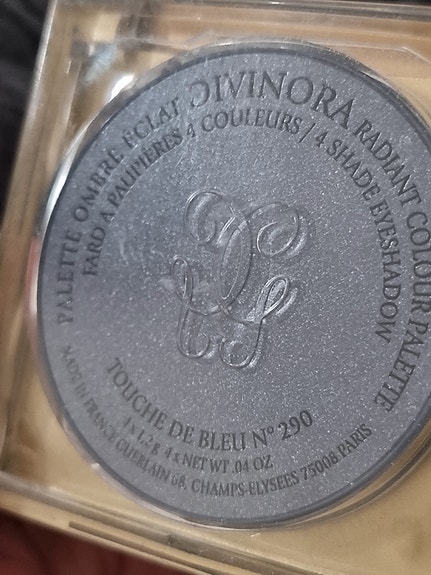 PALETTE OMBRE ÉCLAT DIVINORA RADIANT COLOUR PALETTE
FARD A PAUPIÈRES 4 COULEURS / 4 SHADE EYESHADOW
TOUCHE DE BLEU N° 290
4 x 1,2 g 4 x NET WT .04 OZ
MADE IN FRANCE GUERLAIN 68, CHAMPS-ELYSEES 75008 PARIS